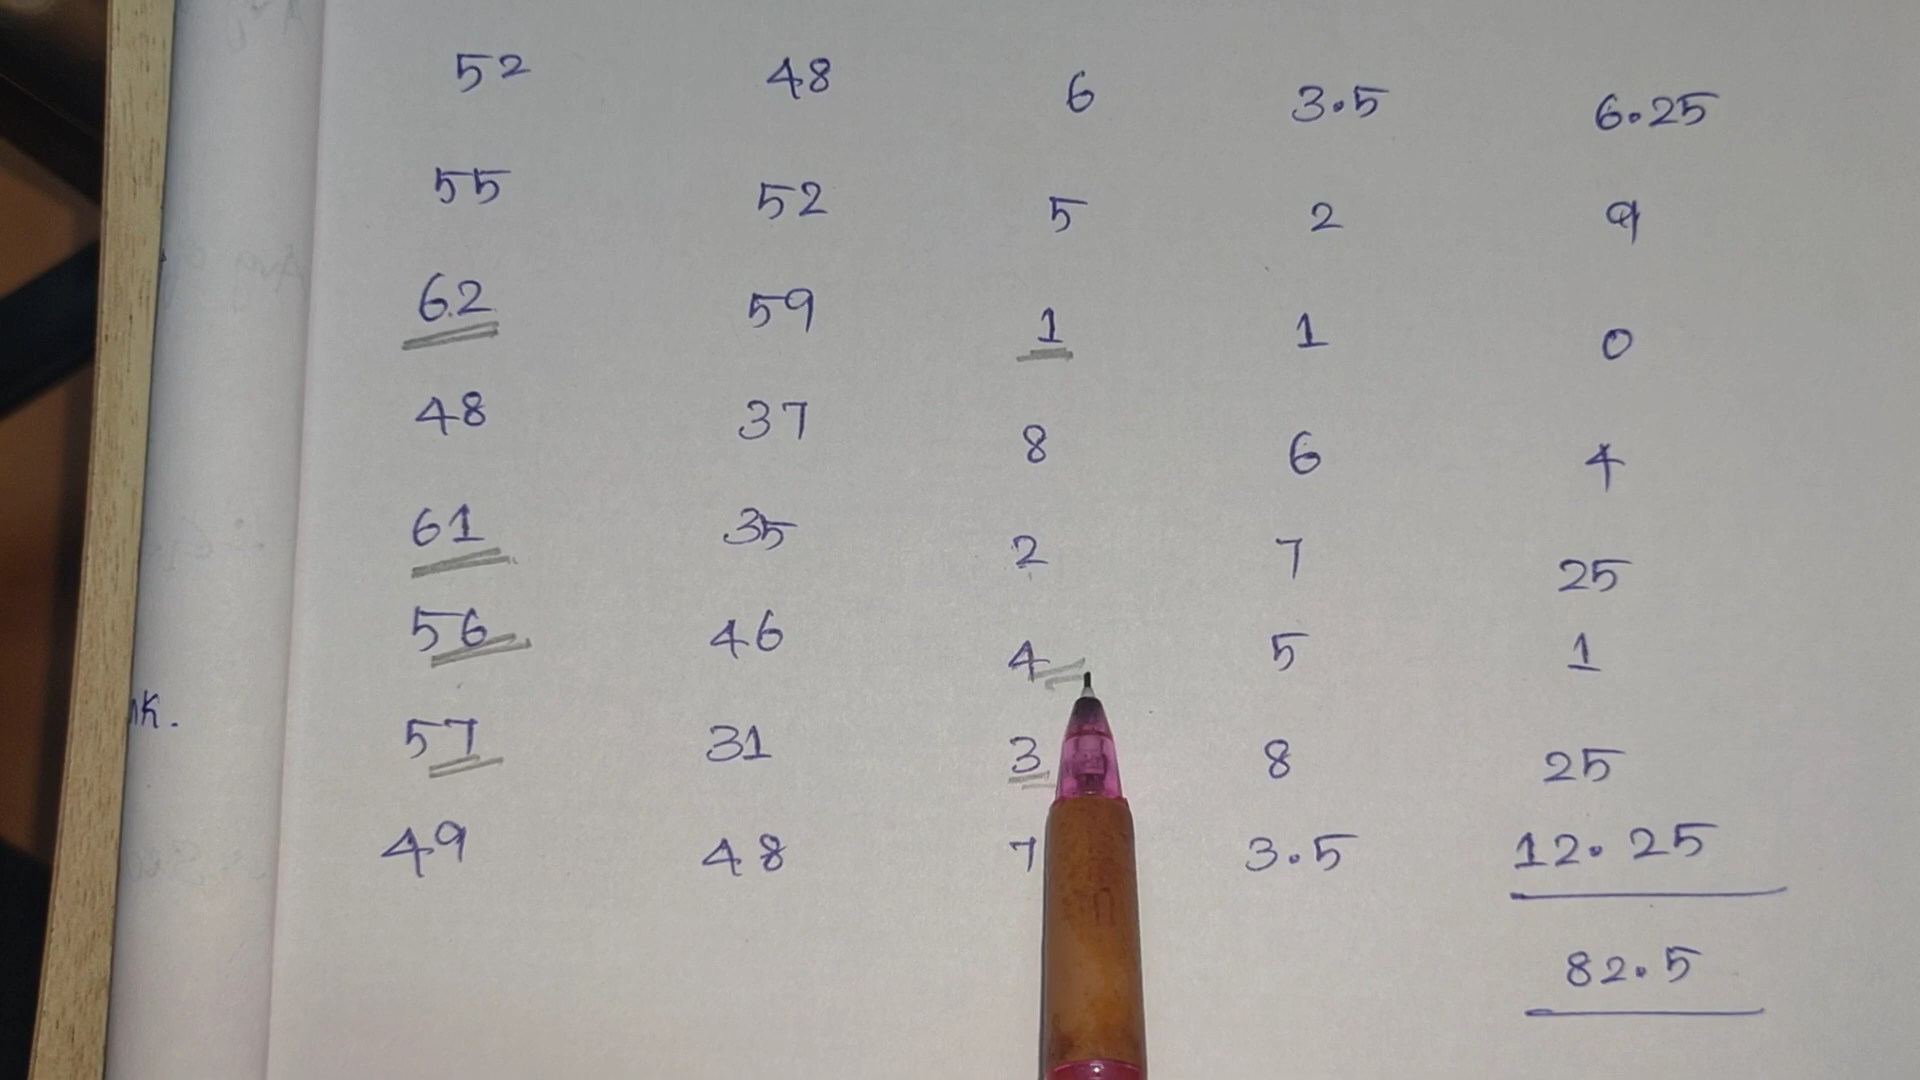 52 48 6 3.5 6.25
55 52 5 2 9
62 59 1 1 0
48 37 8 6 4
61 35 2 7 25
56 46 4 5 1
nk.
57 31 3 8 25
49 48 7 3.5 12.25
82.5